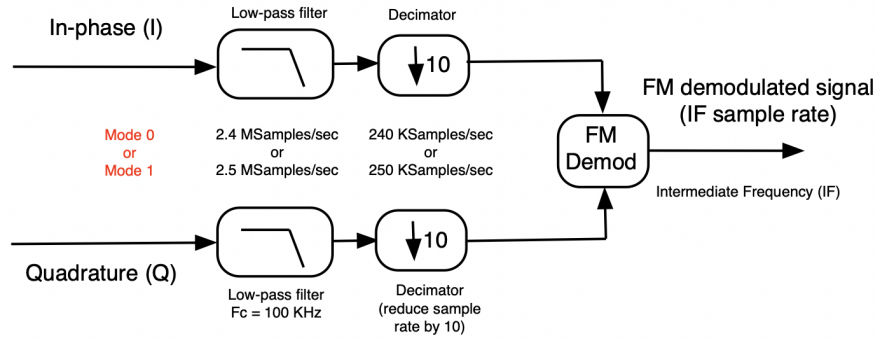 Low-pass filter
Decimator
In-phase (I)
10
FM demodulated signal
(IF sample rate)
Mode 0
or
Mode 1
2.4 MSamples/sec
or
2.5 MSamples/sec
240 KSamples/sec
or
250 KSamples/sec
FM
Demod
Intermediate Frequency (IF)
10
Quadrature (Q)
Low-pass filter
Fc = 100 KHz
Decimator
(reduce sample
rate by 10)